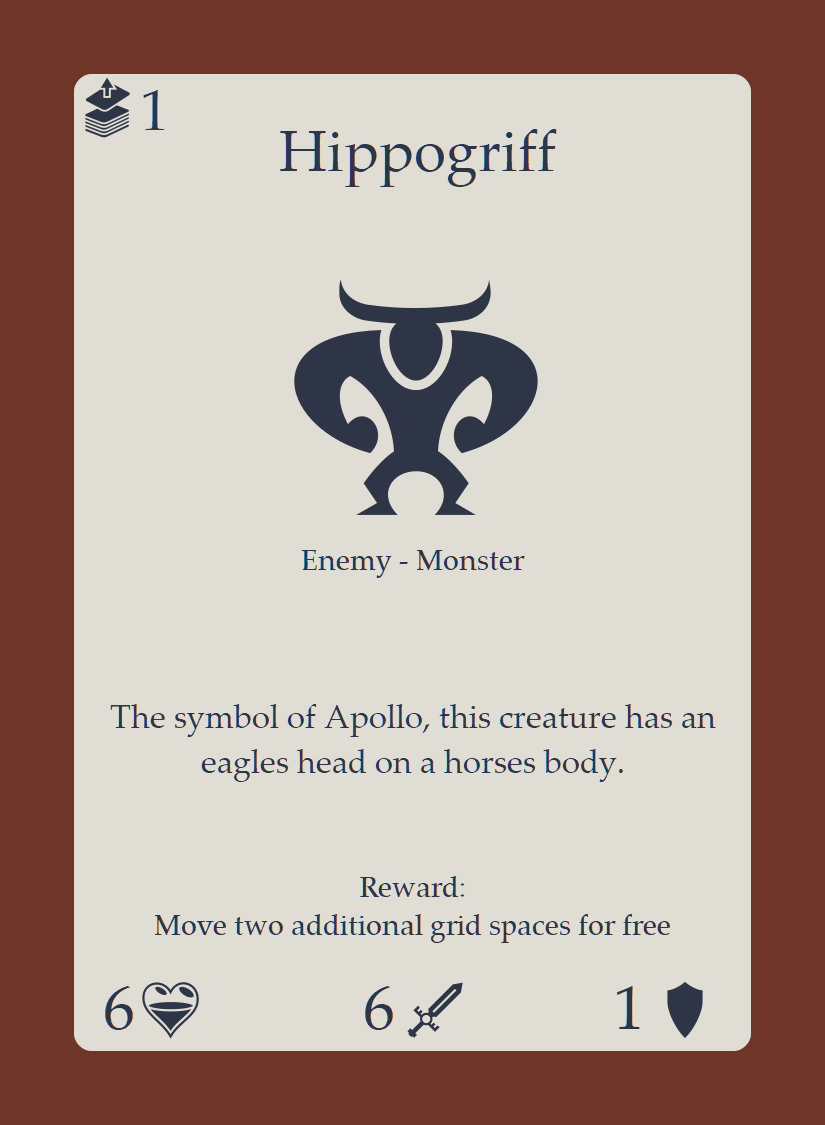 1
Hippogriff
Enemy - Monster
The symbol of Apollo, this creature has an
eagles head on a horses body.
Reward:
Move two additional grid spaces for free
6 6 1